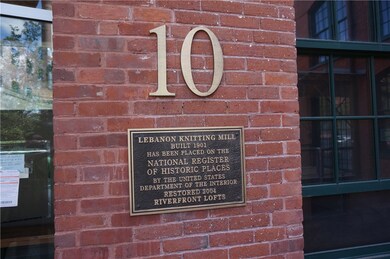 10
LEBANON KNITTING MILL
BUILT 1901
HAS BEEN PLACED ON THE
NATIONAL REGISTER
OF HISTORIC PLACES
BY THE UNITED STATES
DEPARTMENT OF THE INTERIOR
RESTORED 2004
RIVERFRONT LOFTS